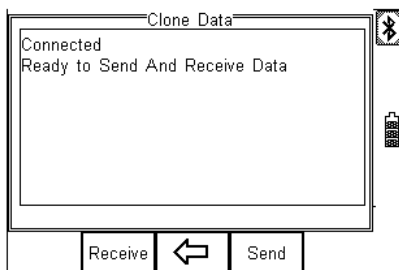 Clone Data
Connected
Ready to Send And Receive Data
Receive
Send